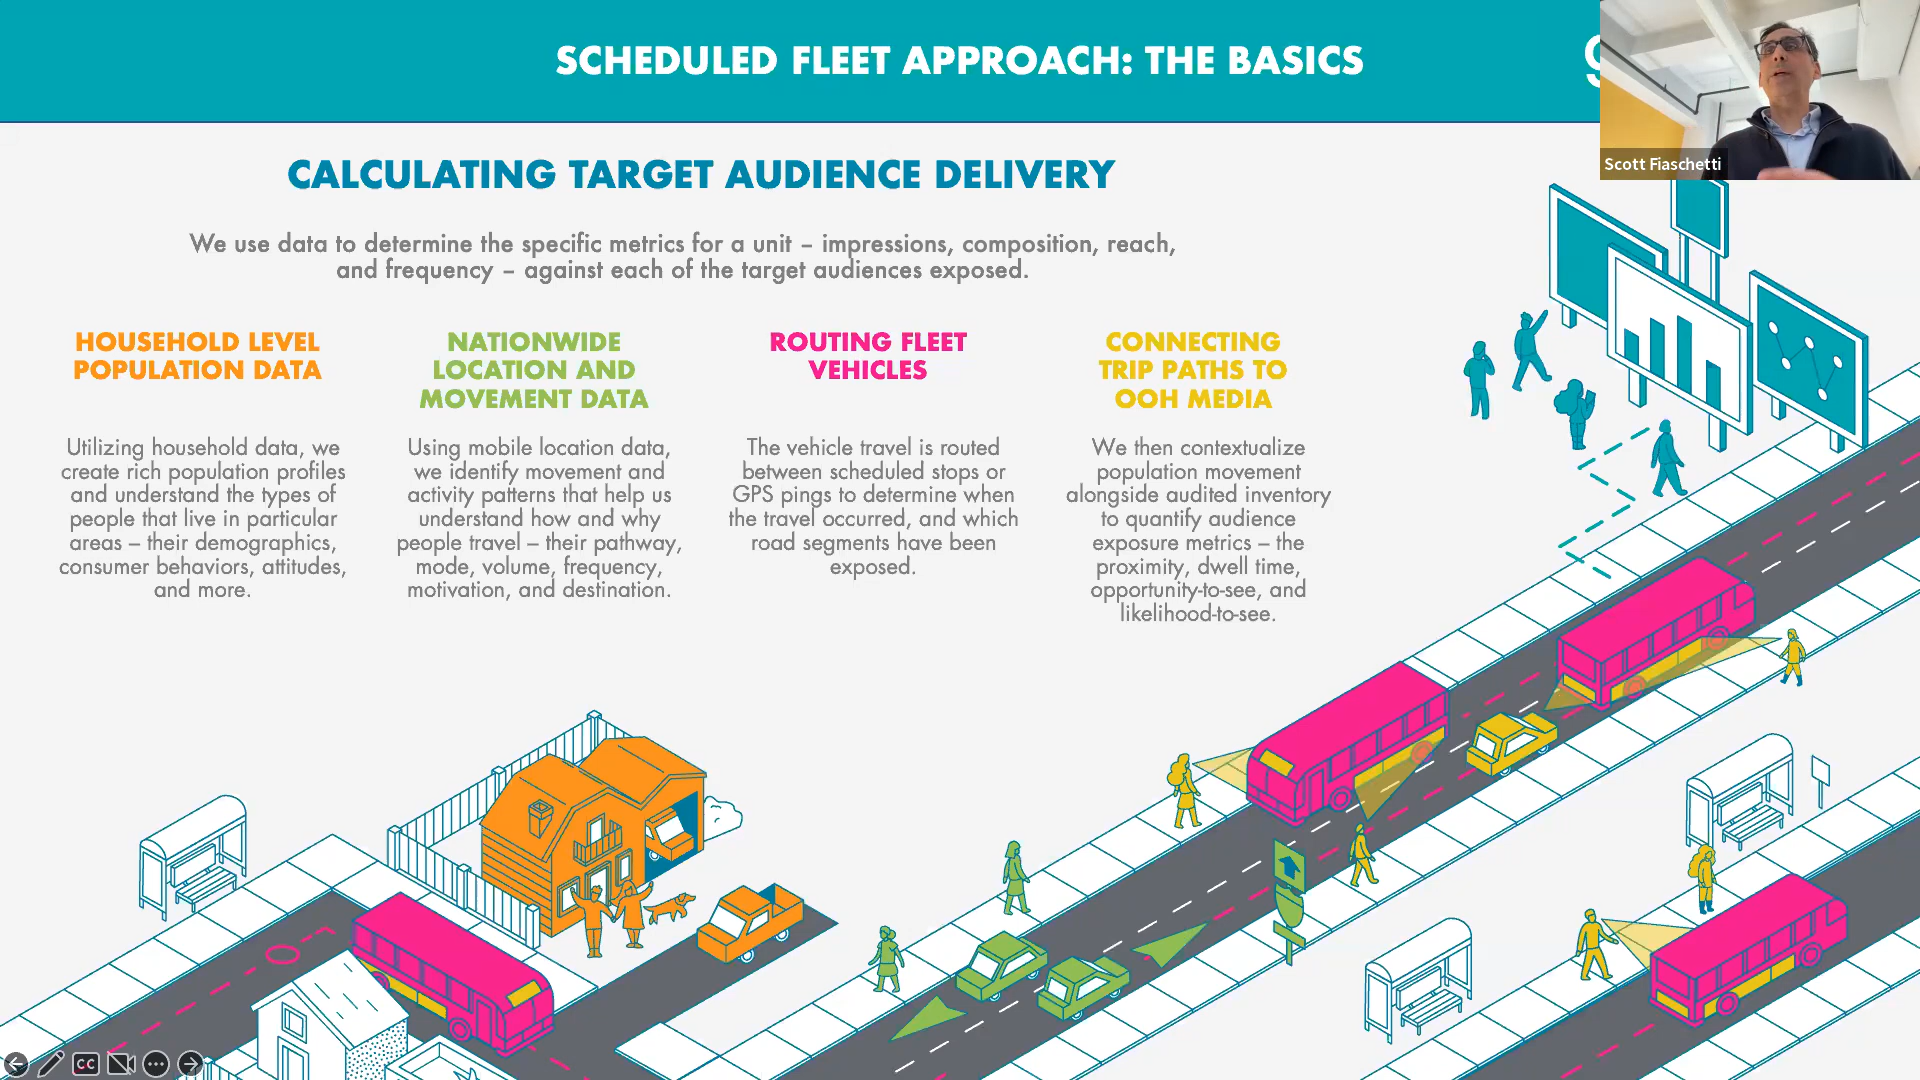 SCHEDULED FLEET APPROACH: THE BASICS
Scott Fiaschetti
CALCULATING TARGET AUDIENCE DELIVERY
We use data to determine the specific metrics for a unit – impressions, composition, reach,
and frequency – against each of the target audiences exposed.
HOUSEHOLD LEVEL
POPULATION DATA
Utilizing household data, we
create rich population profiles
and understand the types of
people that live in particular
areas – their demographics,
consumer behaviors, attitudes,
and more.
NATIONWIDE
LOCATION AND
MOVEMENT DATA
Using mobile location data,
we identify movement and
activity patterns that help us
understand how and why
people travel – their pathway,
mode, volume, frequency,
motivation, and destination.
ROUTING FLEET
VEHICLES
The vehicle travel is routed
between scheduled stops or
GPS pings to determine when
the travel occurred, and which
road segments have been
exposed.
CONNECTING
TRIP PATHS TO
OOH MEDIA
We then contextualize
population movement
alongside audited inventory
to quantify audience
exposure metrics – the
proximity, dwell time,
opportunity-to-see, and
likelihood-to-see.
CC